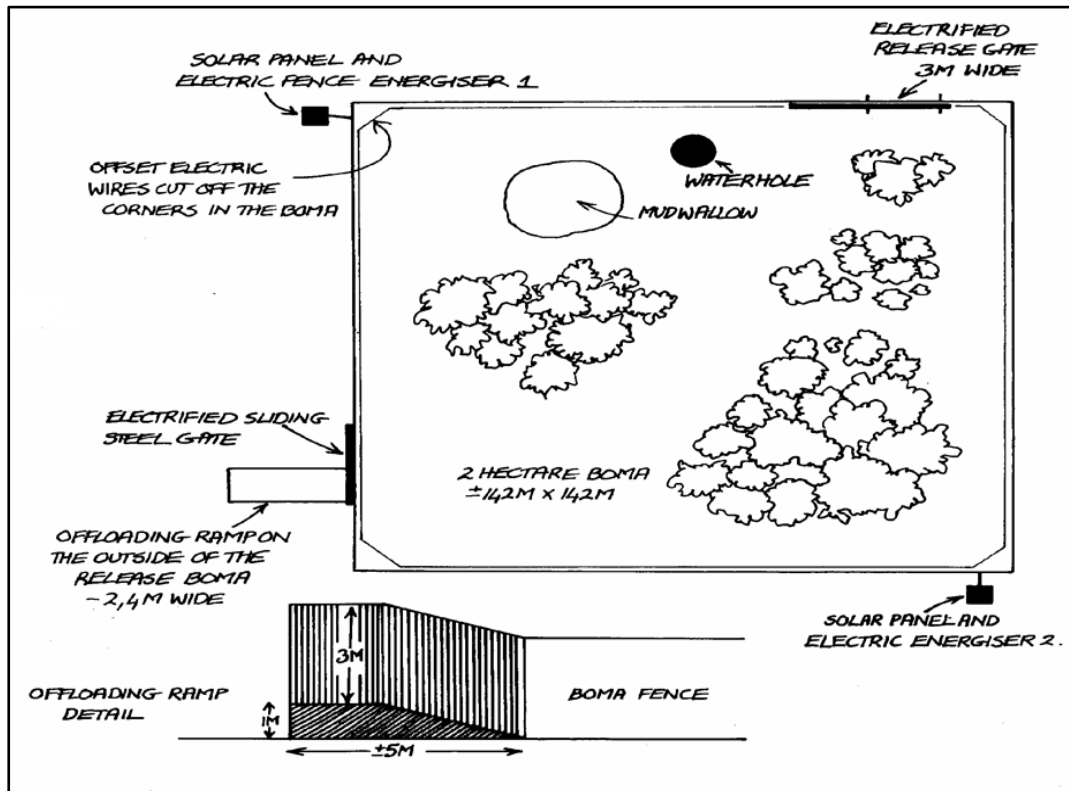 ELECTRIFIED
RELEASE GATE
3M WIDE
SOLAR PANEL AND
ELECTRIC FENCE ENERGISER 1
OFFSET ELECTRIC
WIRES CUT OFF THE
CORNERS IN THE BOMA
WATERHOLE
MUDWALLOW
ELECTRIFIED SLIDING
STEEL GATE
2 HECTARE BOMA
±142M X 142M
OFFLOADING RAMP ON
THE OUTSIDE OF THE
RELEASE BOMA
-2,4M WIDE
SOLAR PANEL AND
ELECTRIC ENERGISER 2.
3M
OFFLOADING RAMP
DETAIL
1M
BOMA FENCE
±5M